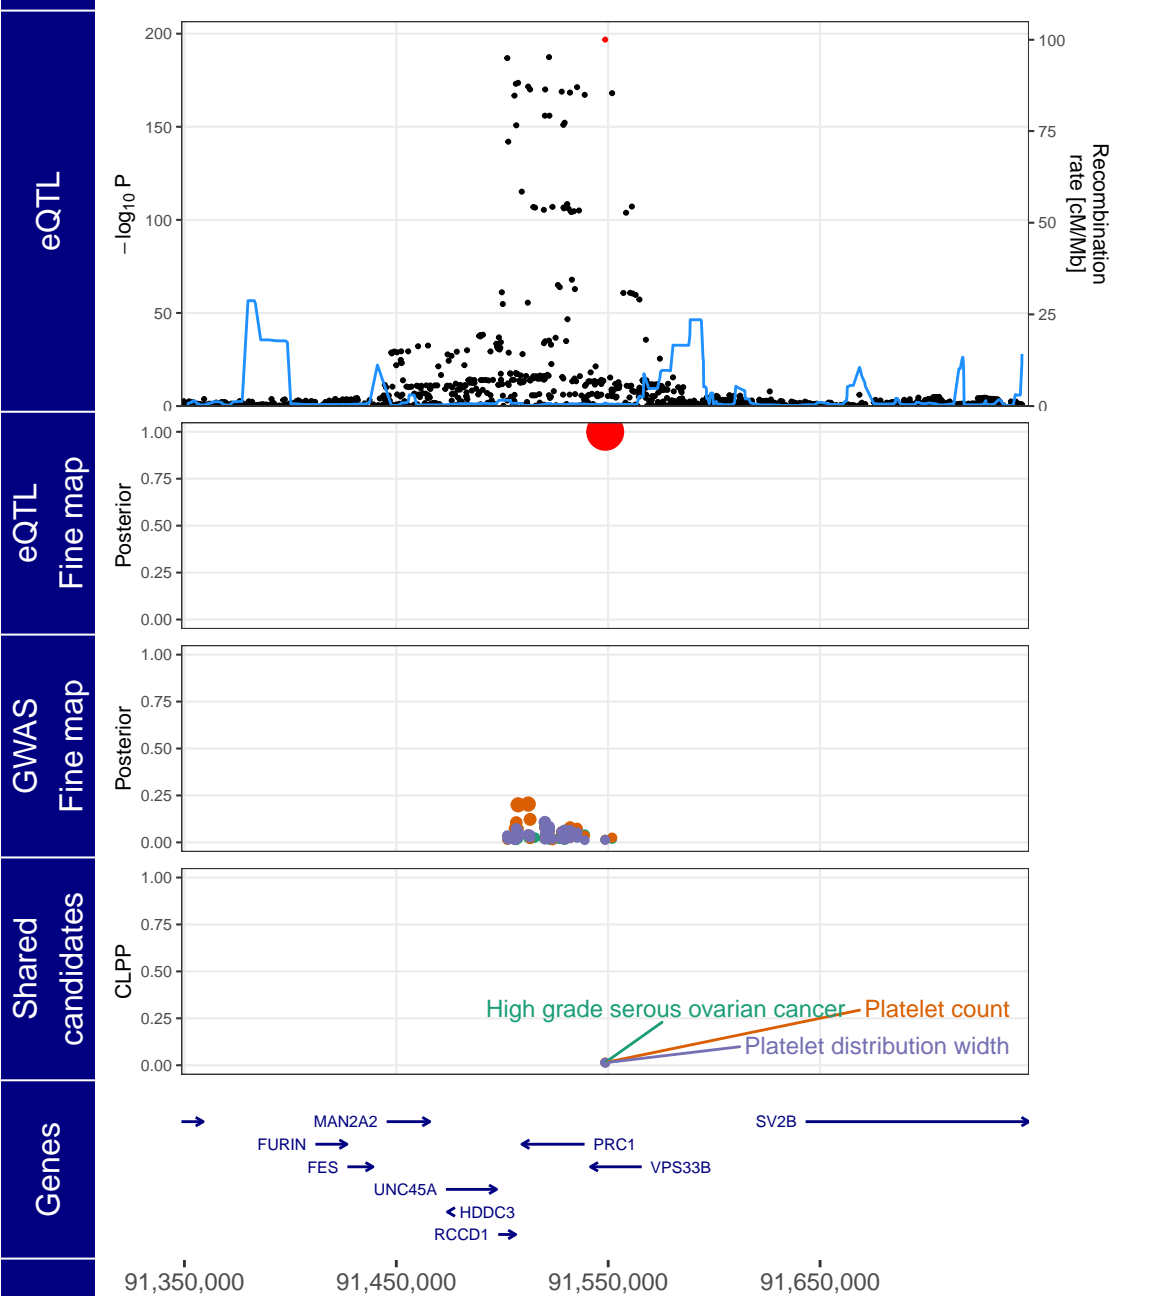 eQTL
− log10 P
200
150
100
50
0
100
75
50
25
0
Recombination
rate [cM/Mb]
eQTL
Fine map
Posterior
1.00
0.75
0.50
0.25
0.00
GWAS
Fine map
Posterior
1.00
0.75
0.50
0.25
0.00
Shared
candidates
CLPP
1.00
0.75
0.50
0.25
0.00
High grade serous ovarian cancer
Platelet count
Platelet distribution width
Genes
MAN2A2
SV2B
FURIN
PRC1
FES
VPS33B
UNC45A
HDDC3
RCCD1
91,350,000
91,450,000
91,550,000
91,650,000